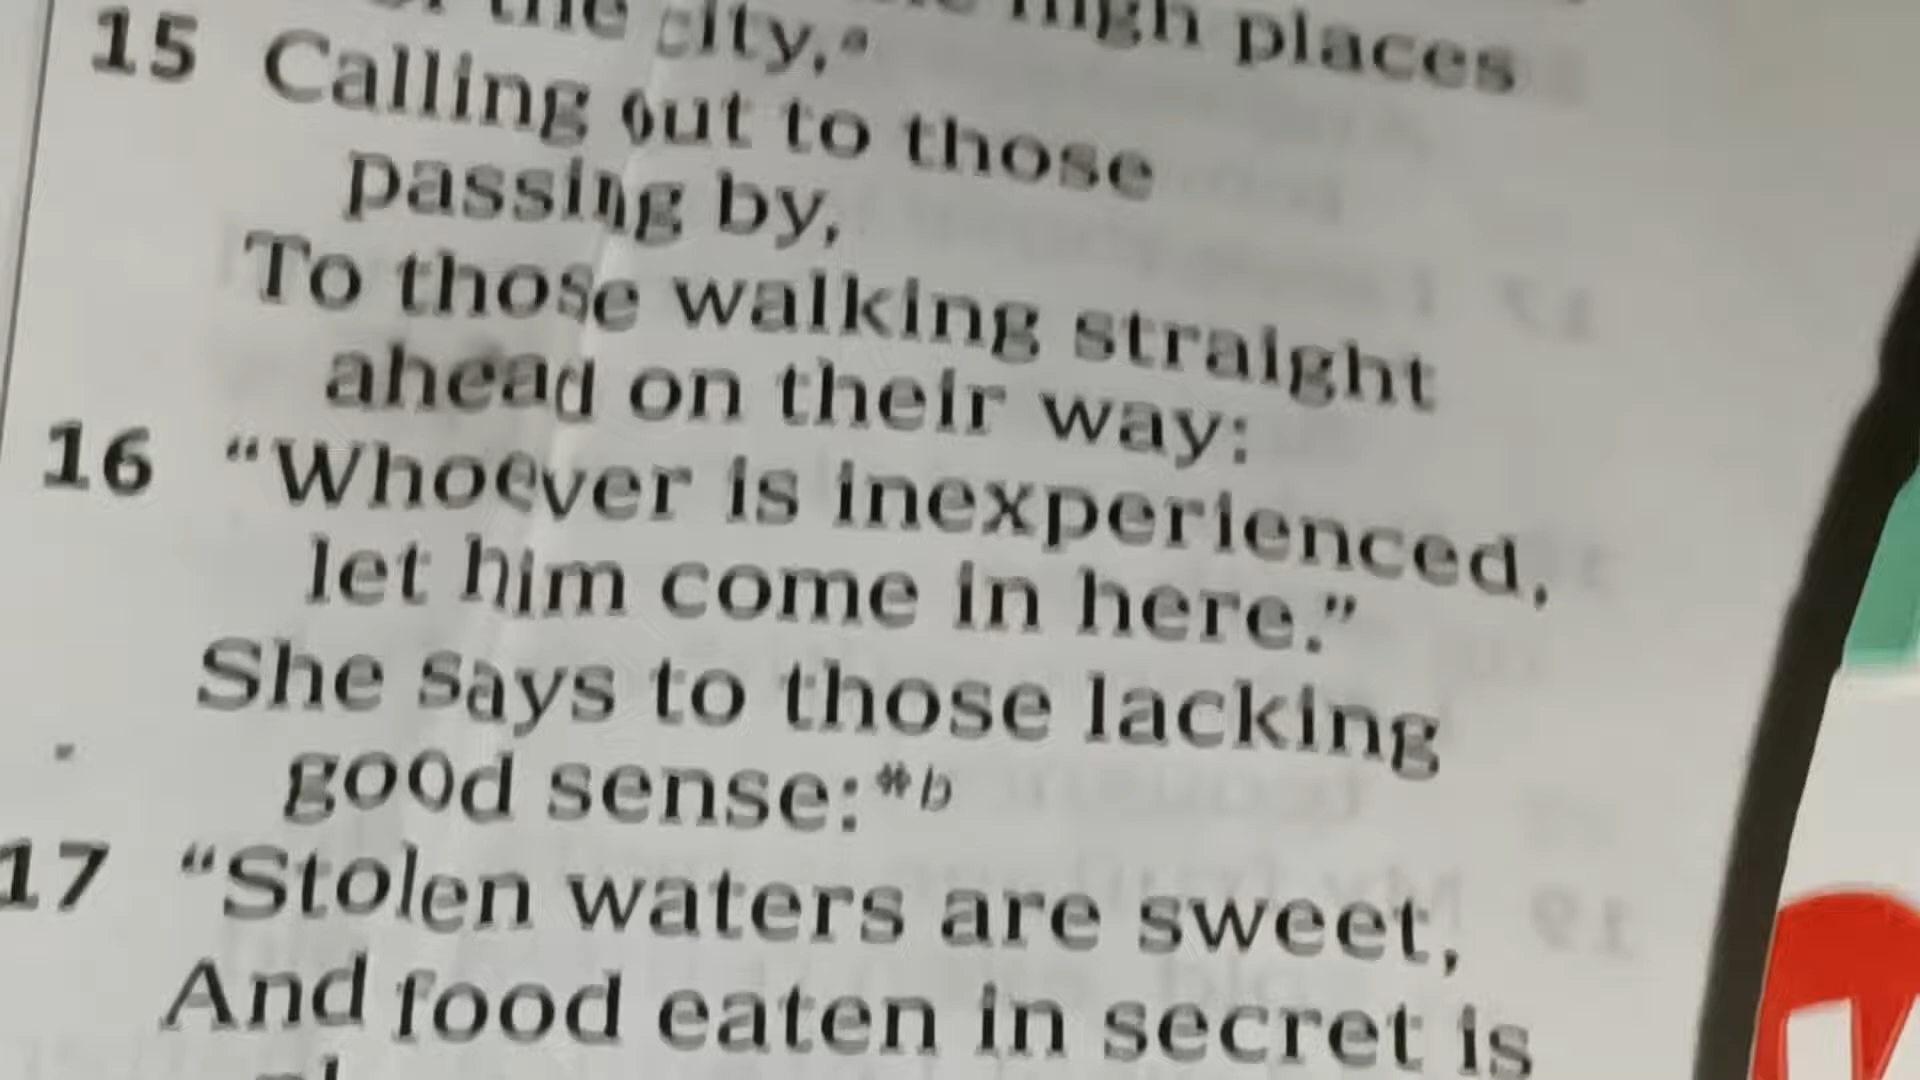 the city,ᵃ high places
15 Calling out to those
passing by,
To those walking straight
ahead on their way:
16 “Whoever is inexperienced,
let him come in here.”
She says to those lacking
good sense:*ᵇ
17 “Stolen waters are sweet,
And food eaten in secret is